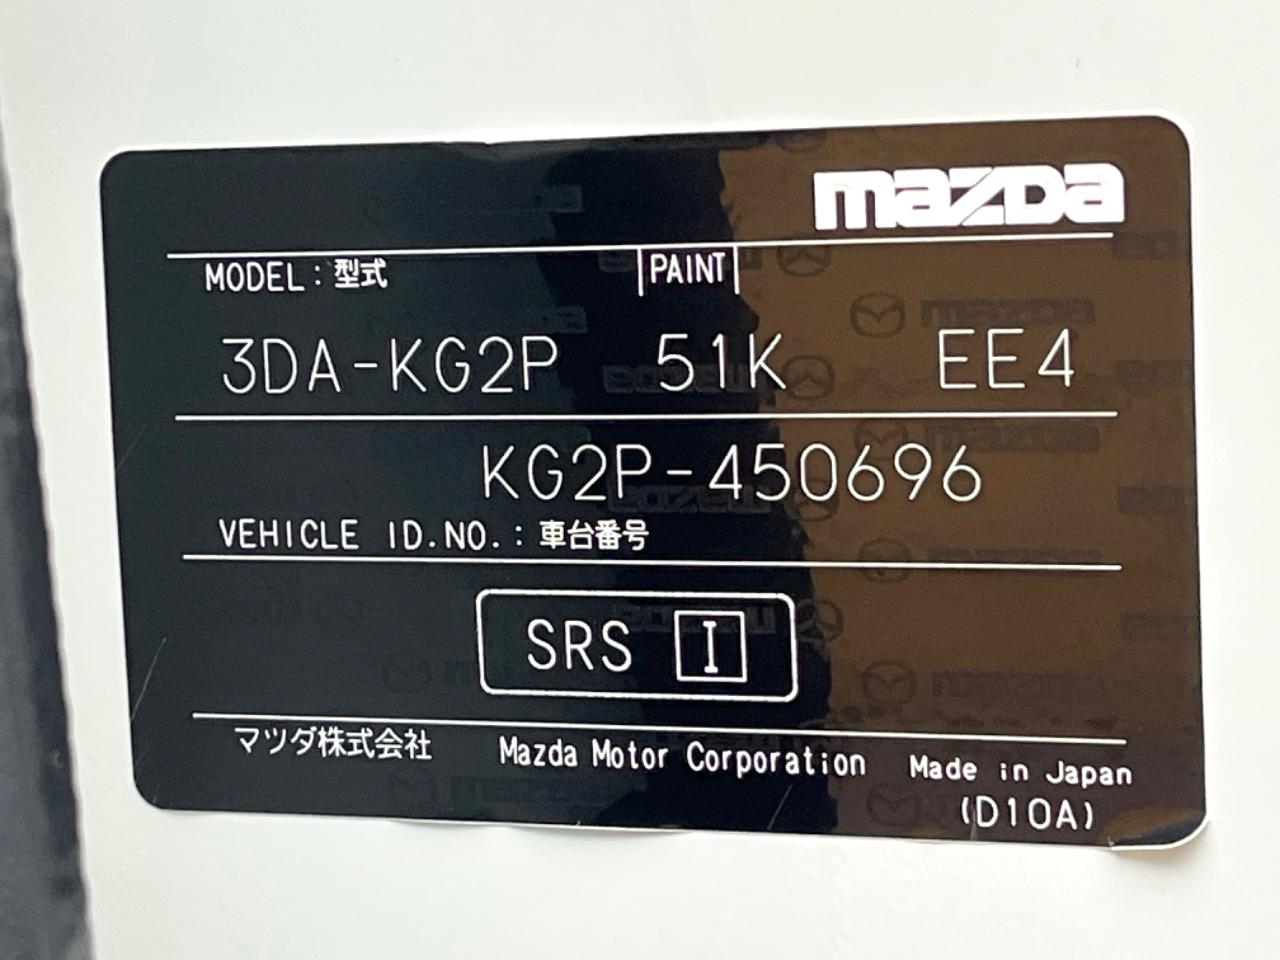 mazda
MODEL：型式 PAINT
3DA-KG2P 51K EE4
KG2P-450696
VEHICLE ID.NO.：車台番号
SRS I
マツダ株式会社 Mazda Motor Corporation Made in Japan
(D10A)